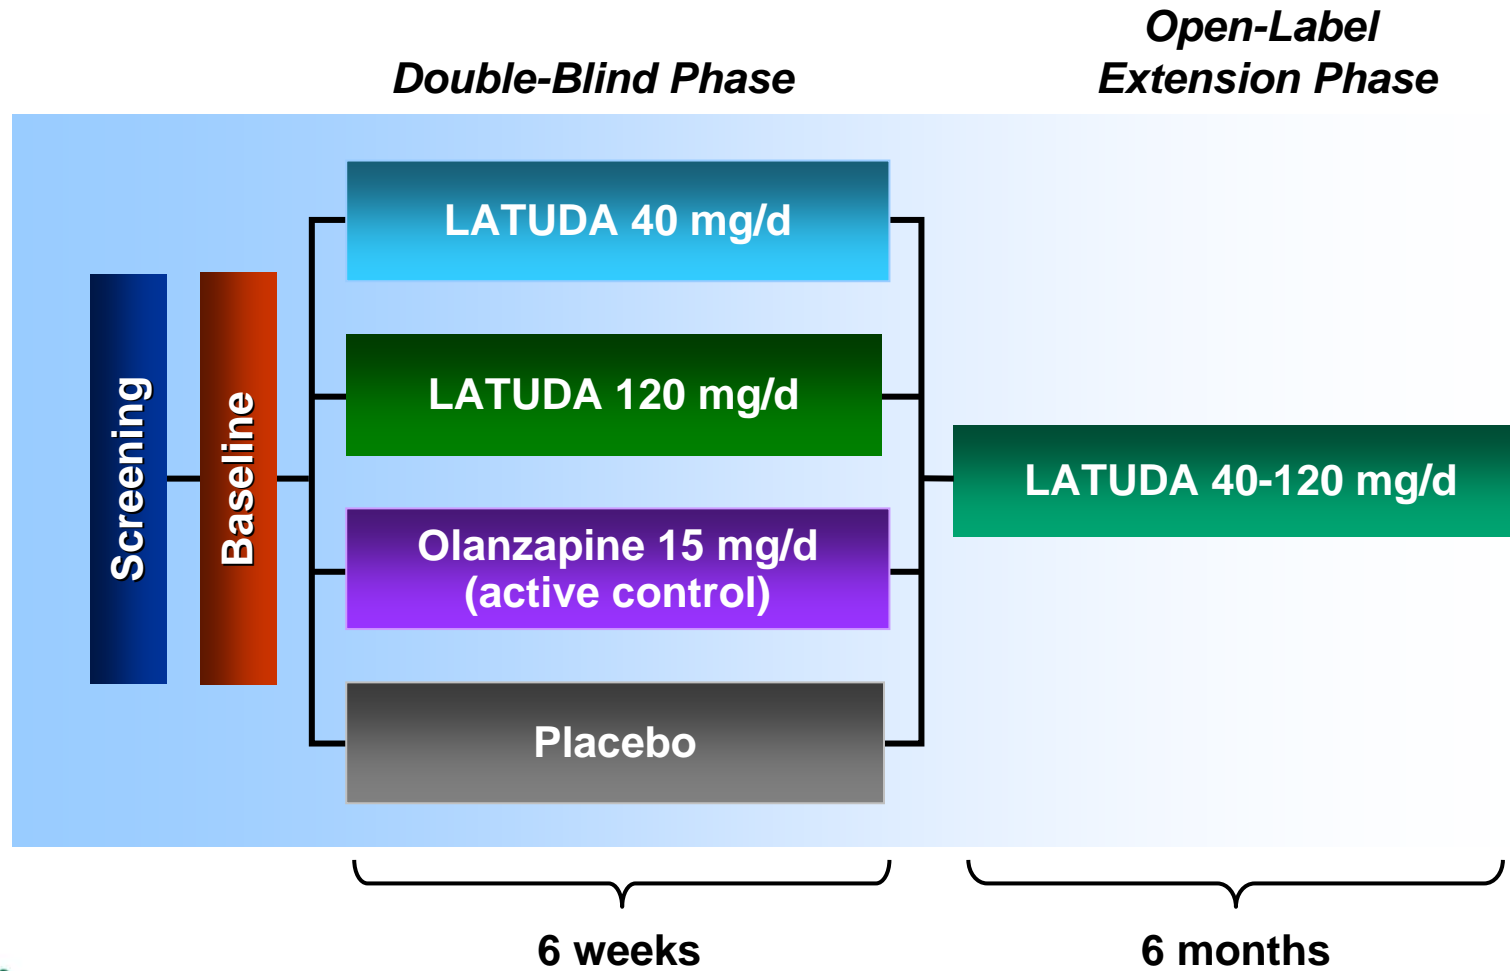 Double-Blind Phase
Open-Label
Extension Phase
Screening
Baseline
LATUDA 40 mg/d
LATUDA 120 mg/d
Olanzapine 15 mg/d
(active control)
Placebo
LATUDA 40-120 mg/d
6 weeks
6 months